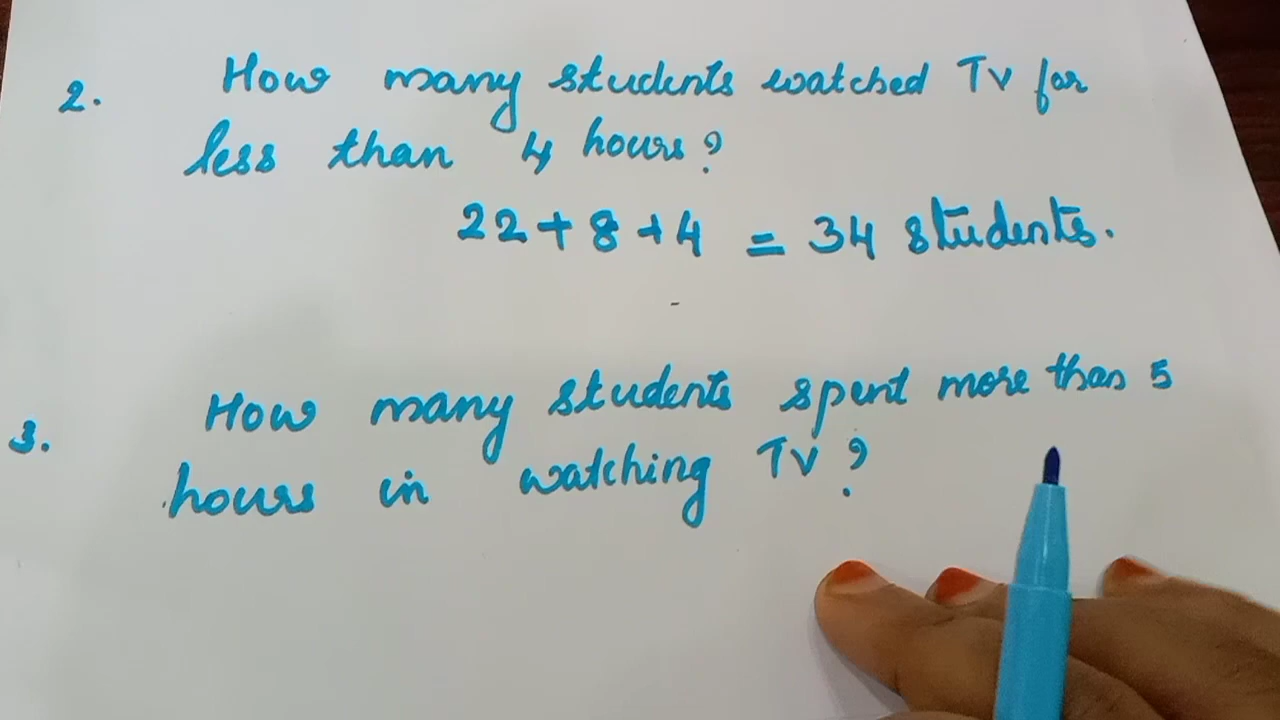 2. How many students watched TV for
less than 4 hours?
22+8+4 = 34 students.
3. How many students spent more than 5
hours in watching TV?